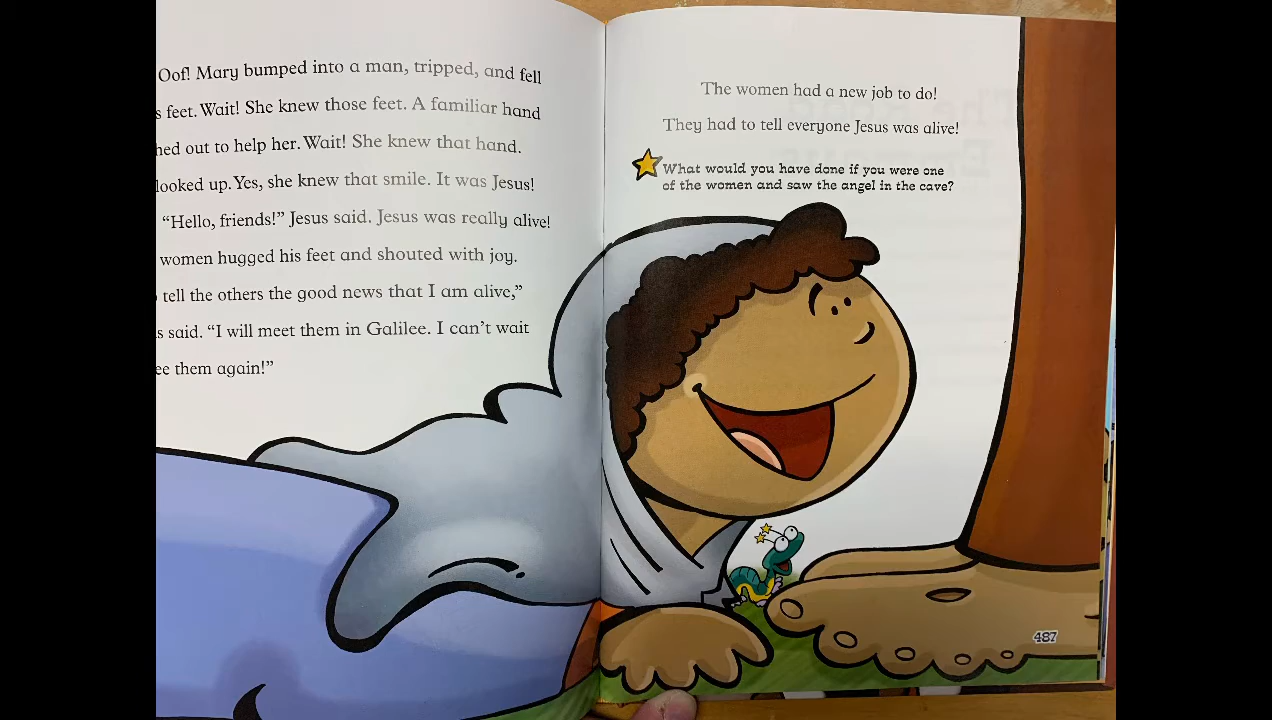 Oof! Mary bumped into a man, tripped, and fell
s feet. Wait! She knew those feet. A familiar hand
hed out to help her. Wait! She knew that hand.
looked up. Yes, she knew that smile. It was Jesus!
“Hello, friends!” Jesus said. Jesus was really alive!
women hugged his feet and shouted with joy.
tell the others the good news that I am alive,”
s said. “I will meet them in Galilee. I can’t wait
ee them again!”
The women had a new job to do!
They had to tell everyone Jesus was alive!
What would you have done if you were one
of the women and saw the angel in the cave?
487